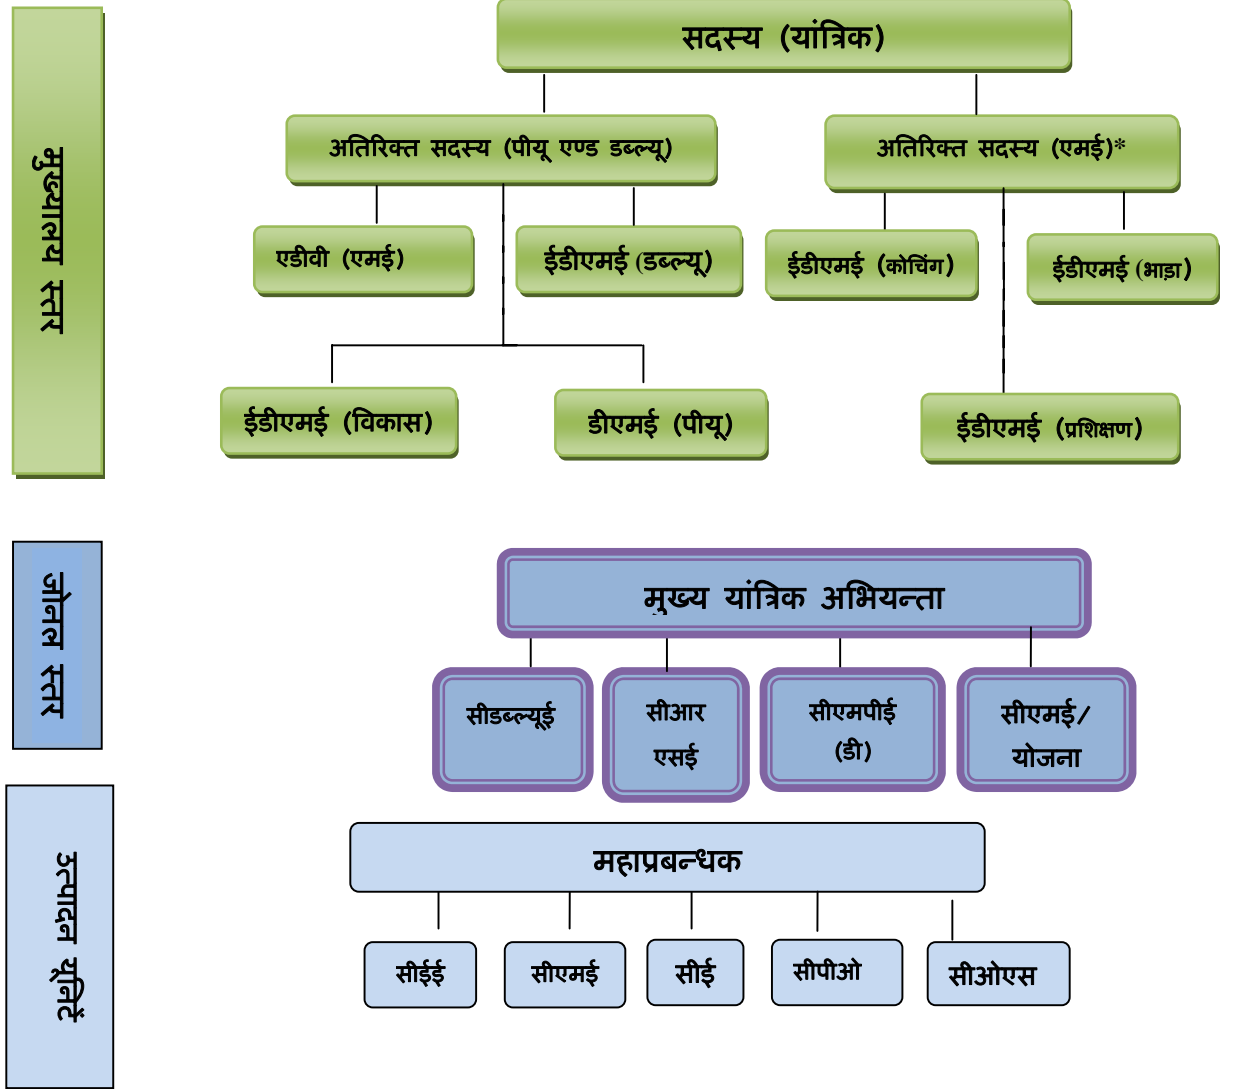 मुख्यालय स्तर
सदस्य (यांत्रिक)
अतिरिक्त सदस्य (पीयू एण्ड डब्ल्यू)
अतिरिक्त सदस्य (एमई)*
एडीवी (एमई)
ईडीएमई (डब्ल्यू)
ईडीएमई (कोचिंग)
ईडीएमई (भाड़ा)
ईडीएमई (विकास)
डीएमई (पीयू)
ईडीएमई (प्रशिक्षण)
जोनल स्तर
मुख्य यांत्रिक अभियन्ता
सीडब्ल्यूई
सीआर
एसई
सीएमपीई
(डी)
सीएमई/
योजना
उत्पादन यूनिटें
महाप्रबन्धक
सीईई
सीएमई
सीई
सीपीओ
सीओएस